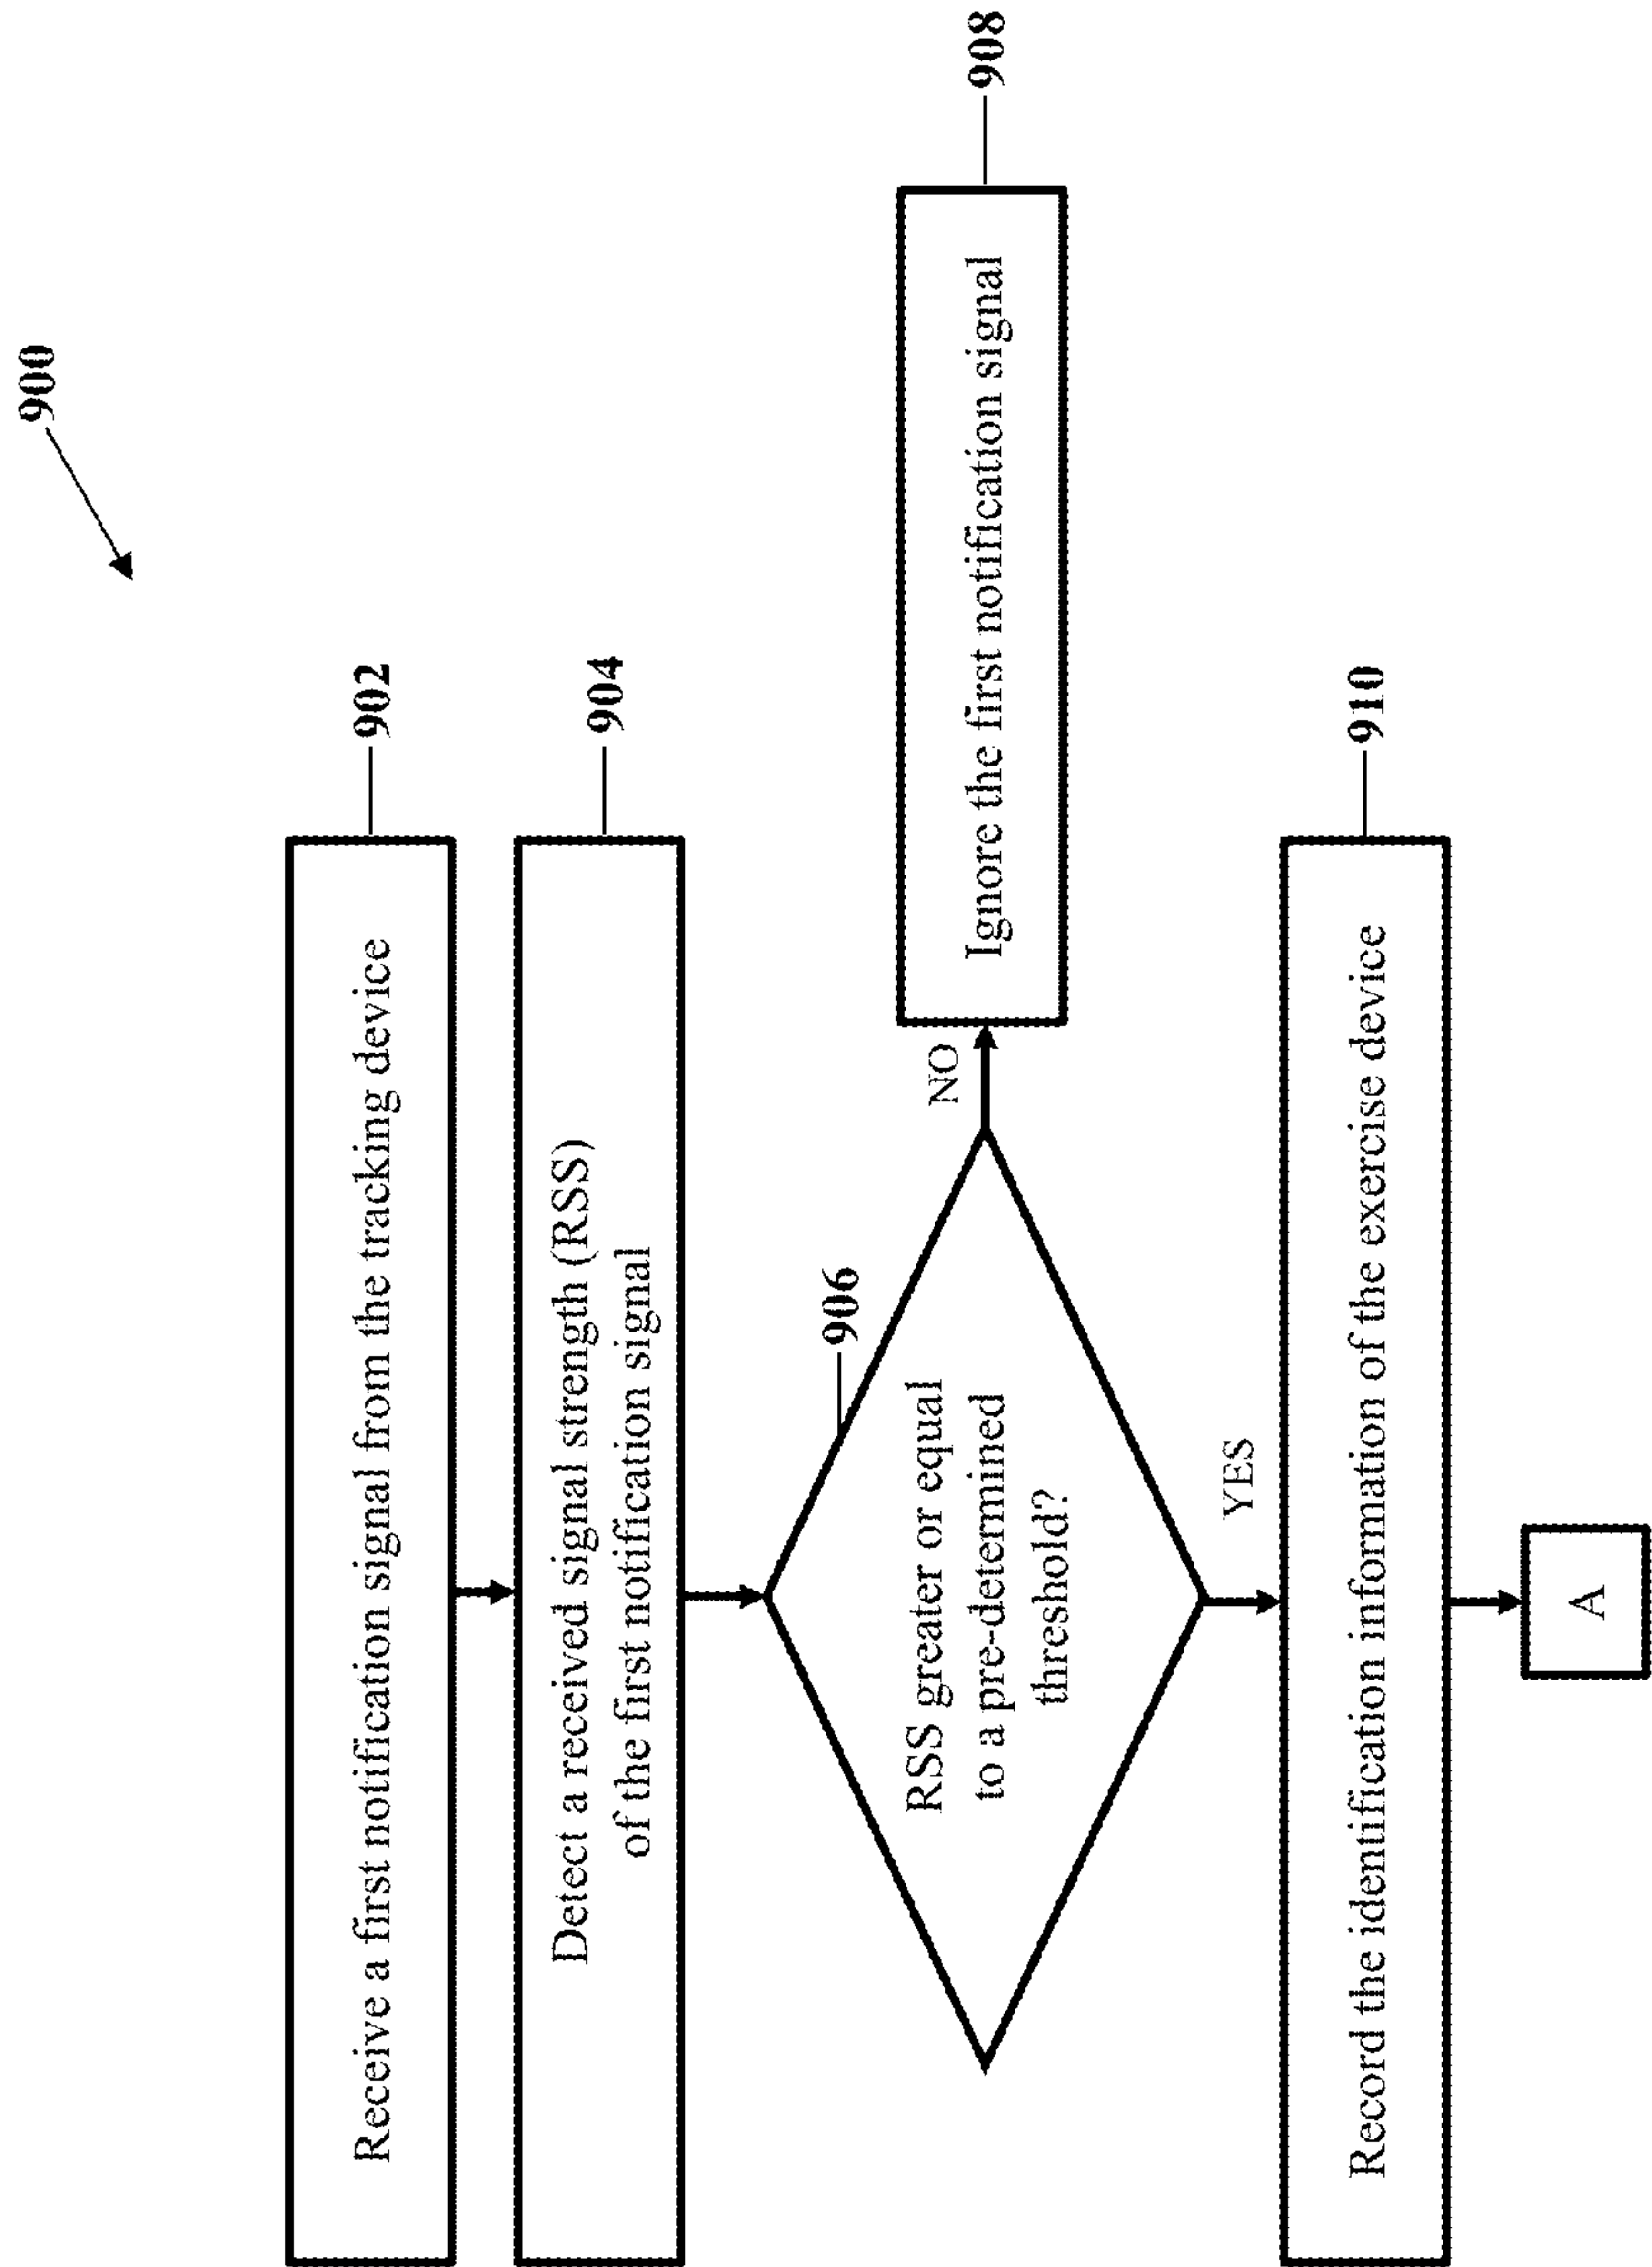 900
Receive a first notification signal from the tracking device
902
Detect a received signal strength (RSS)
of the first notification signal
904
906
RSS greater or equal
to a pre-determined
threshold?
NO
Ignore the first notification signal
908
YES
Record the identification information of the exercise device
910
A